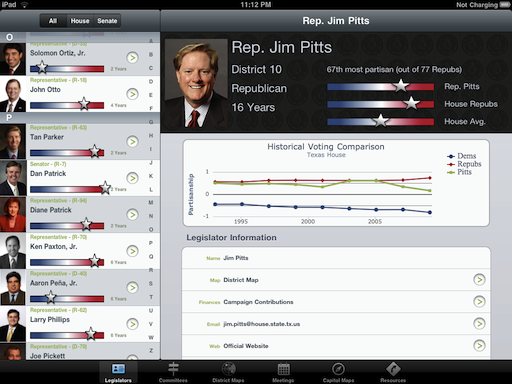 iPad
11:12 PM
Not Charging
All House Senate
Rep. Jim Pitts
O
Solomon Ortiz, Jr.
2 Years
Representative - (R-18)
John Otto
4 Years
P
Representative - (R-63)
Tan Parker
2 Years
Senator - (R-7)
Dan Patrick
2 Years
Representative - (R-94)
Diane Patrick
2 Years
Representative - (R-70)
Ken Paxton, Jr.
6 Years
Representative - (D-40)
Aaron Peña, Jr.
6 Years
Representative - (R-62)
Larry Phillips
6 Years
Representative - (D-79)
Joe Pickett
A
B
C
D
E
F
G
H
I
J
K
L
M
N
O
P
Q
R
S
T
U
V
W
Z
Rep. Jim Pitts
District 10
Republican
16 Years
67th most partisan (out of 77 Repubs)
Rep. Pitts
House Repubs
House Avg.
Historical Voting Comparison
Texas House
Partisanship
1
0
-1
1995
2000
2005
Dems
Repubs
Pitts
Legislator Information
Name Jim Pitts
Map District Map
Finances Campaign Contributions
Email jim.pitts@house.state.tx.us
Web Official Website
Legislators
Committees
District Maps
Meetings
Capitol Maps
Resources